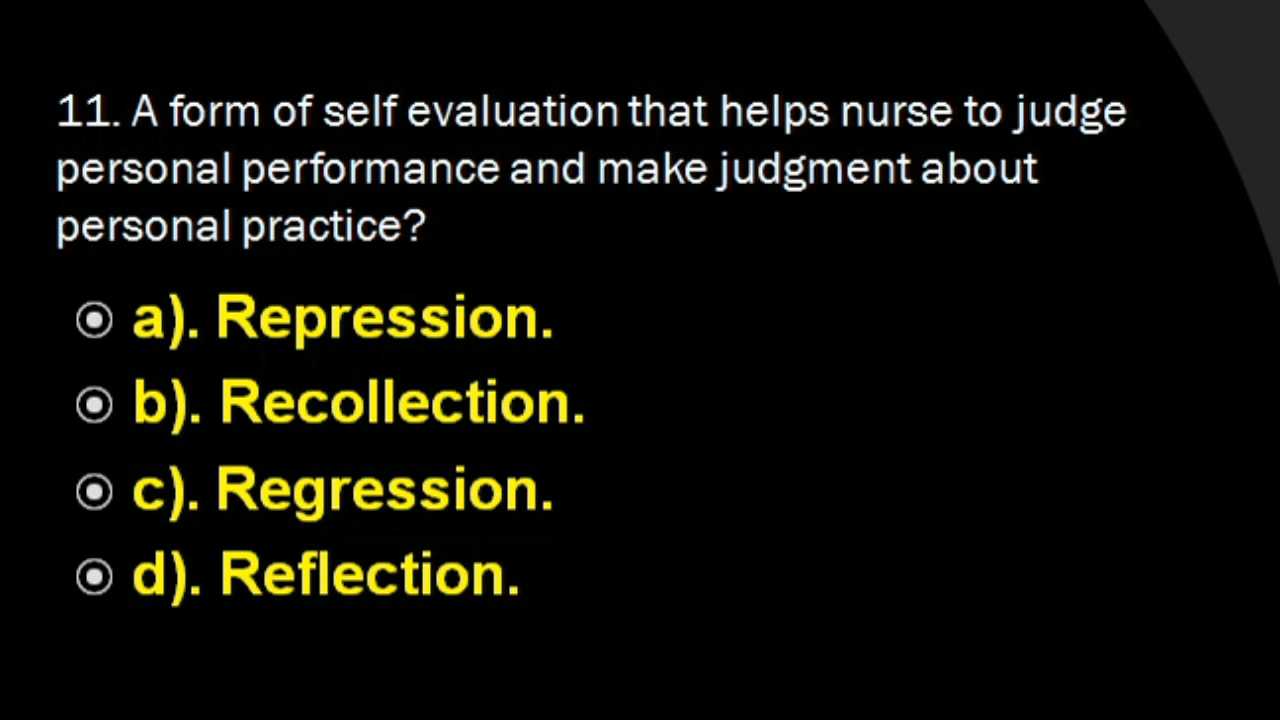 11. A form of self evaluation that helps nurse to judge
personal performance and make judgment about
personal practice?
a). Repression.
b). Recollection.
c). Regression.
d). Reflection.